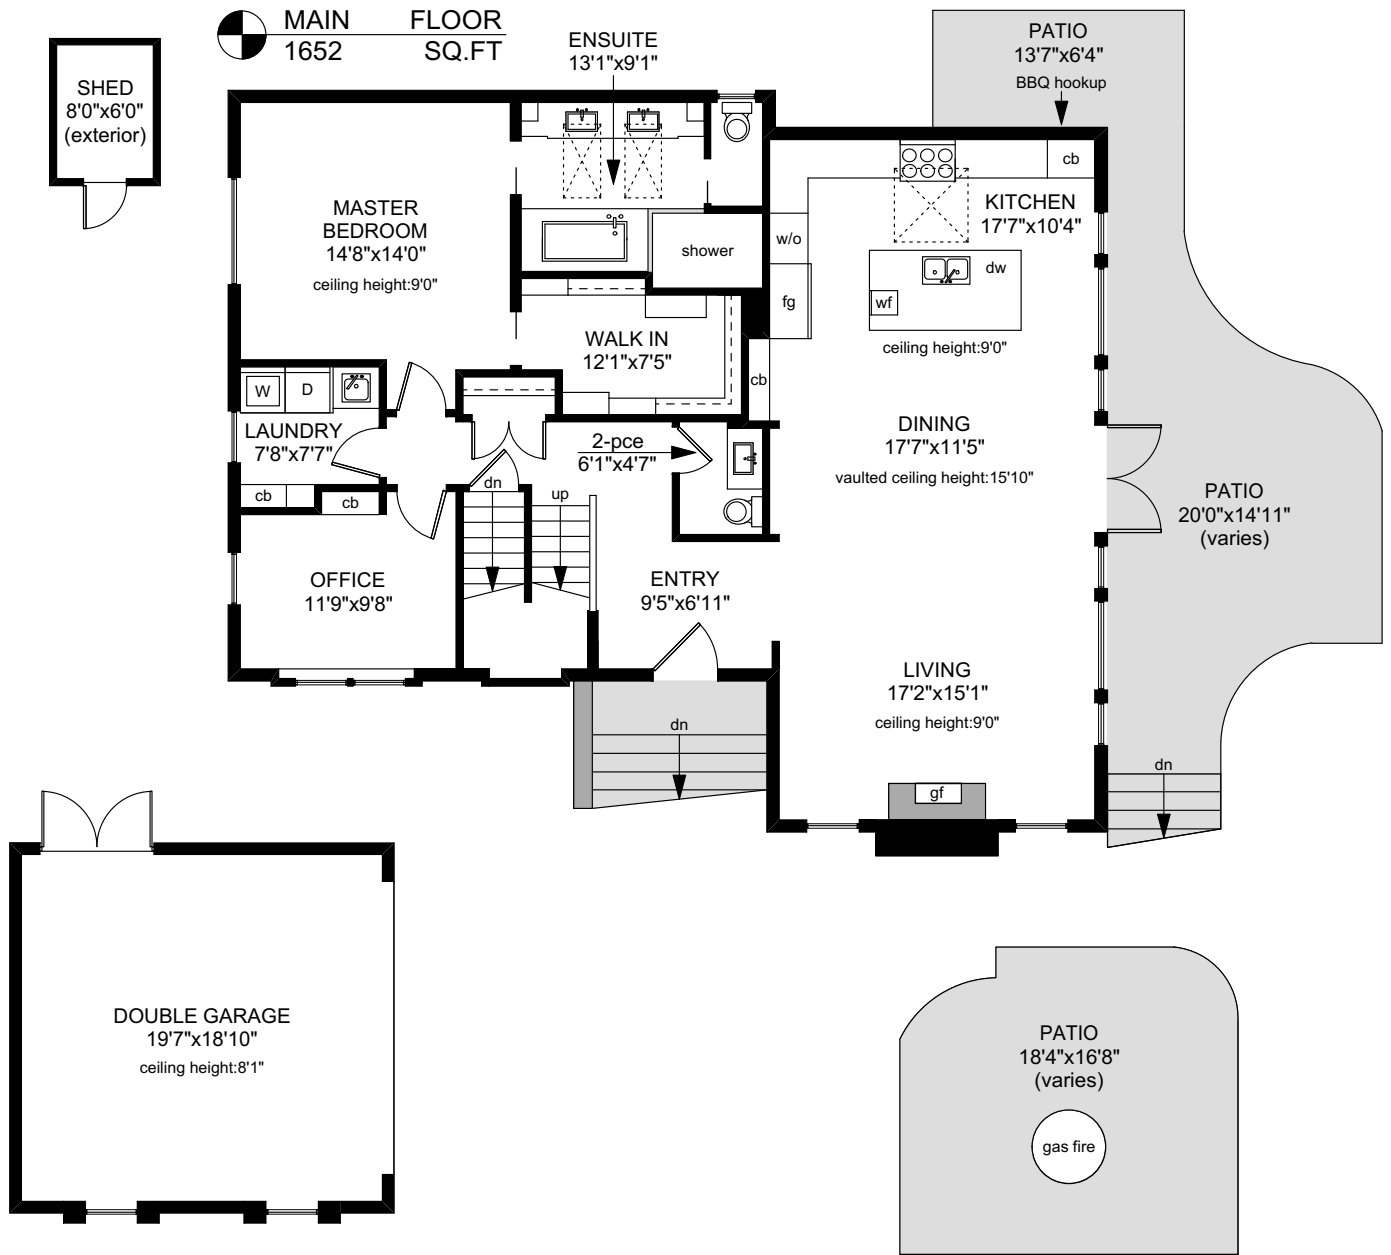 MAIN FLOOR
1652 SQ.FT
SHED
8'0"x6'0"
(exterior)
ENSUITE
13'1"x9'1"
PATIO
13'7"x6'4"
BBQ hookup
MASTER
BEDROOM
14'8"x14'0"
ceiling height:9'0"
shower
w/o
fg
cb
KITCHEN
17'7"x10'4"
dw
wf
ceiling height:9'0"
WALK IN
12'1"x7'5"
cb
W
D
LAUNDRY
7'8"x7'7"
cb
cb
2-pce
6'1"x4'7"
dn
up
DINING
17'7"x11'5"
vaulted ceiling height:15'10"
PATIO
20'0"x14'11"
(varies)
OFFICE
11'9"x9'8"
ENTRY
9'5"x6'11"
LIVING
17'2"x15'1"
ceiling height:9'0"
dn
gf
dn
DOUBLE GARAGE
19'7"x18'10"
ceiling height:8'1"
PATIO
18'4"x16'8"
(varies)
gas fire